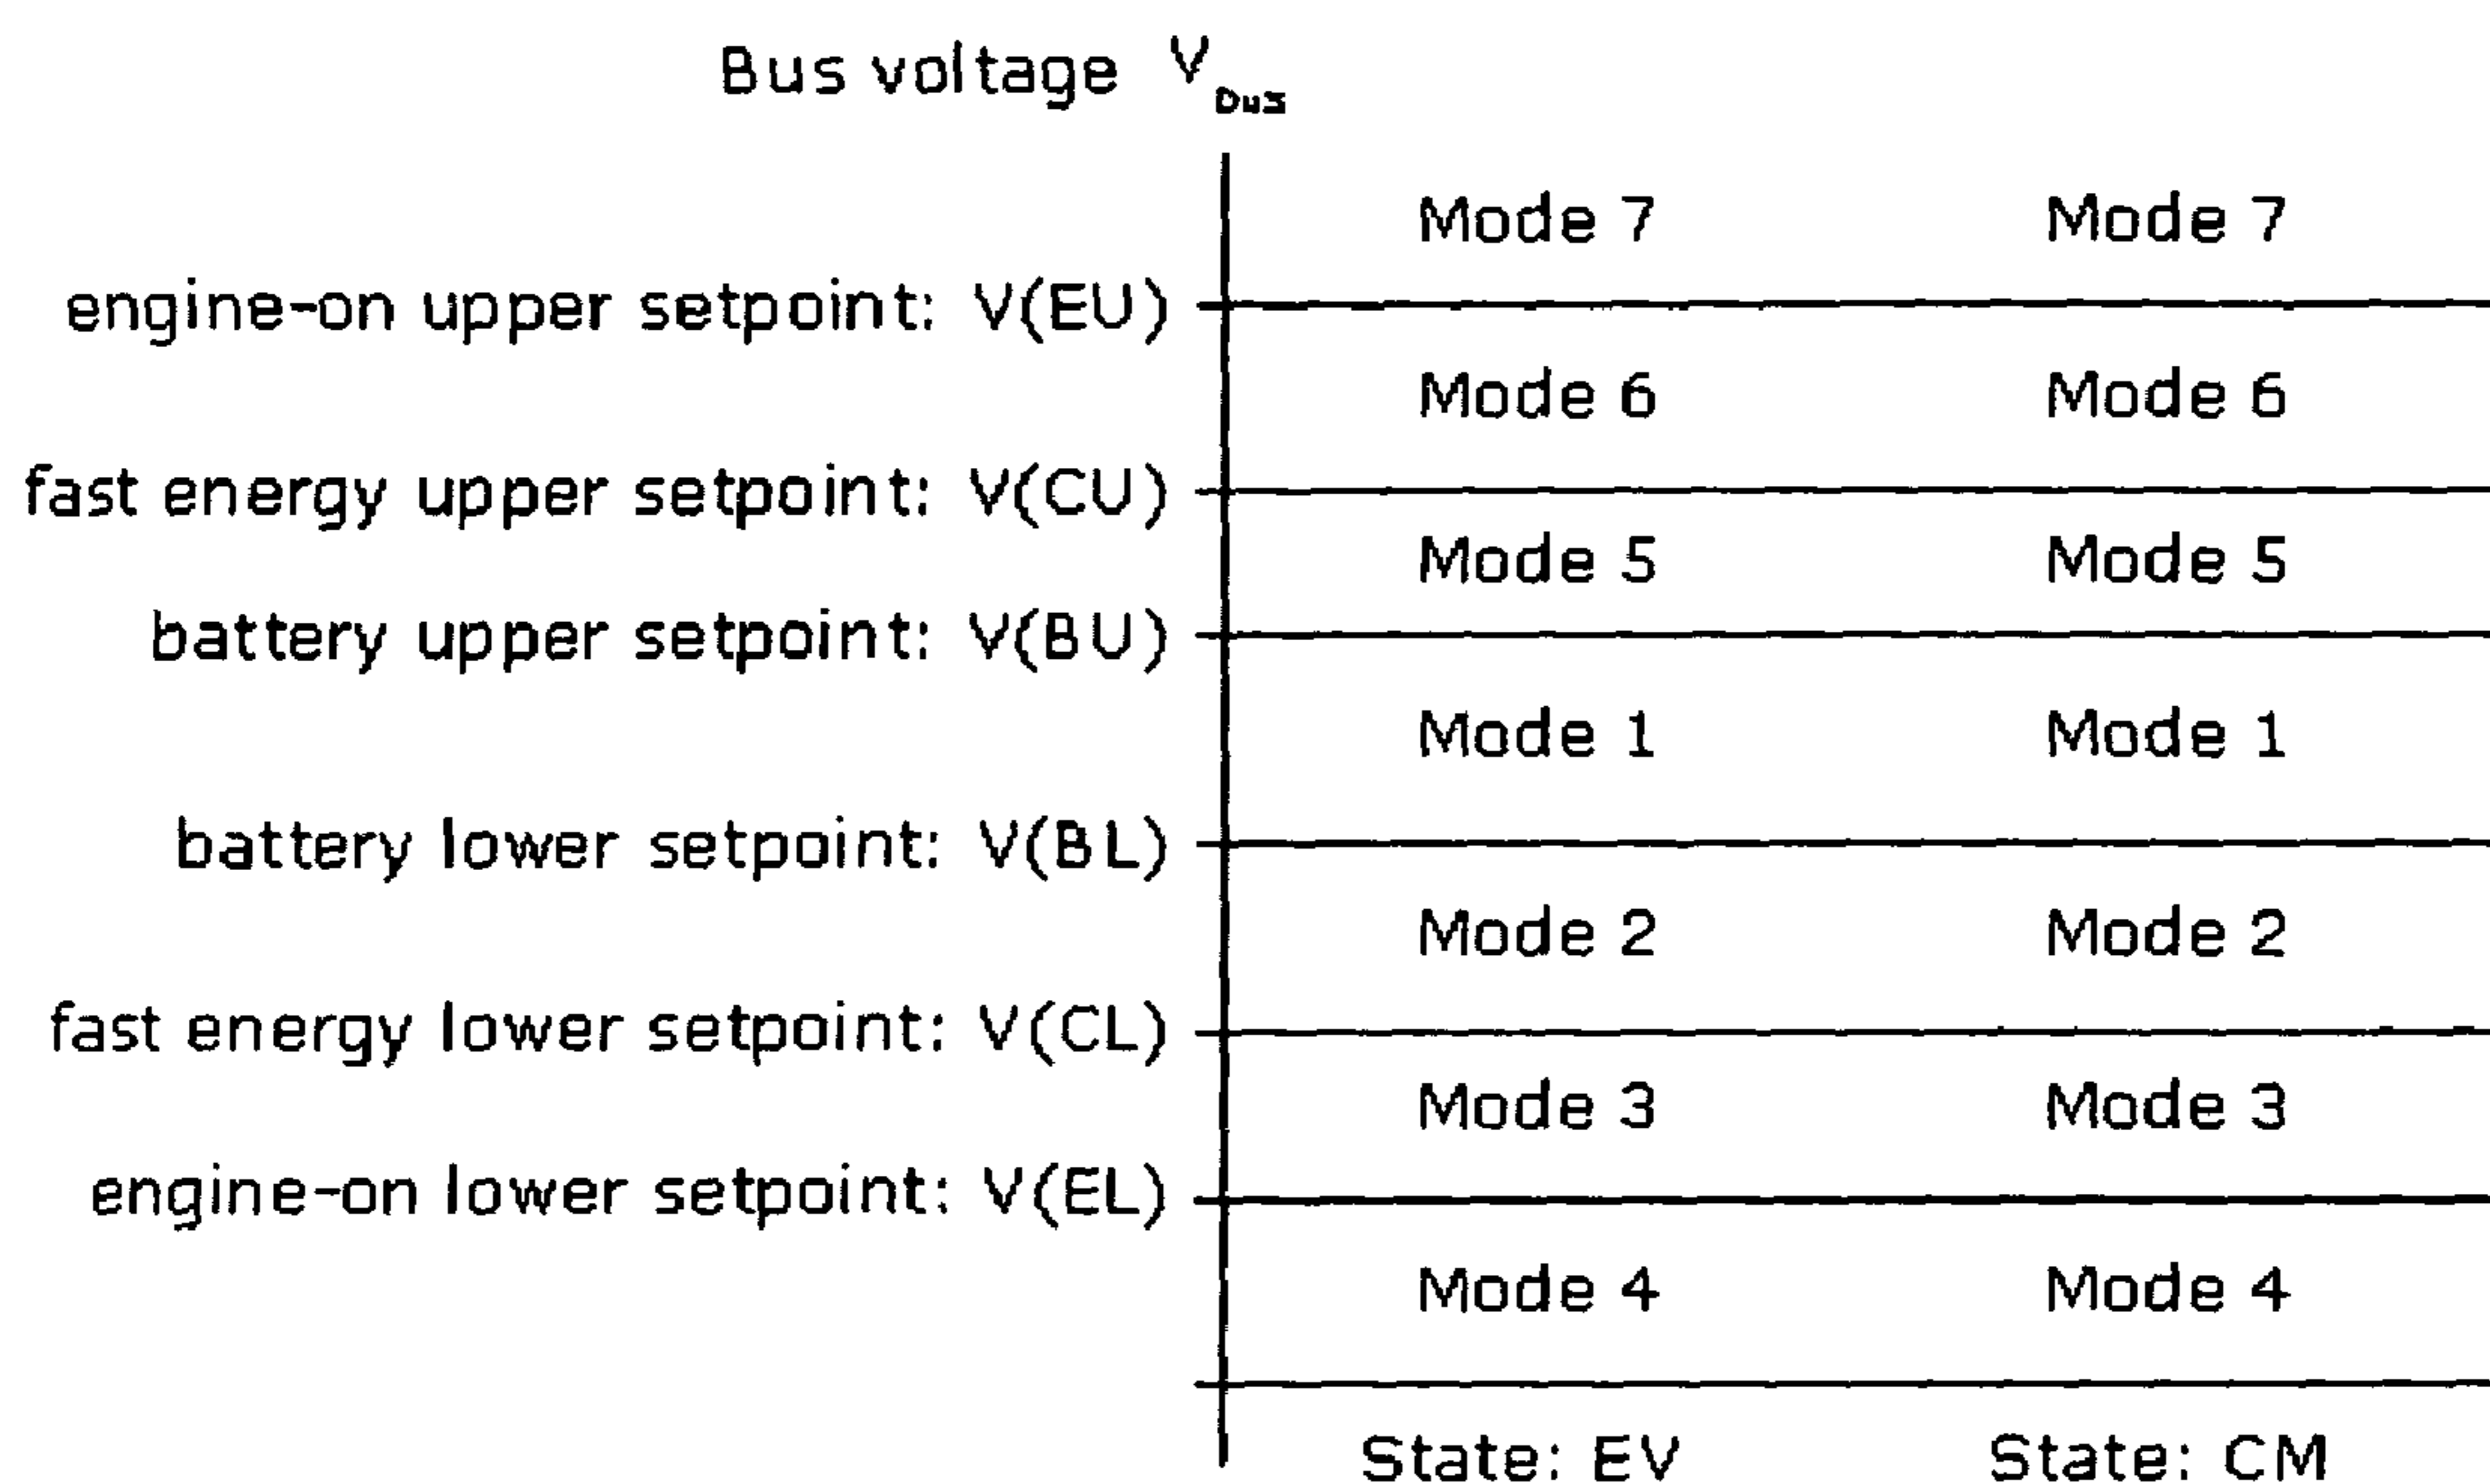 Bus voltage V_bus
Mode 7 Mode 7
engine-on upper setpoint: V(EU)
Mode 6 Mode 6
fast energy upper setpoint: V(CU)
Mode 5 Mode 5
battery upper setpoint: V(BU)
Mode 1 Mode 1
battery lower setpoint: V(BL)
Mode 2 Mode 2
fast energy lower setpoint: V(CL)
Mode 3 Mode 3
engine-on lower setpoint: V(EL)
Mode 4 Mode 4
State: EV State: CM